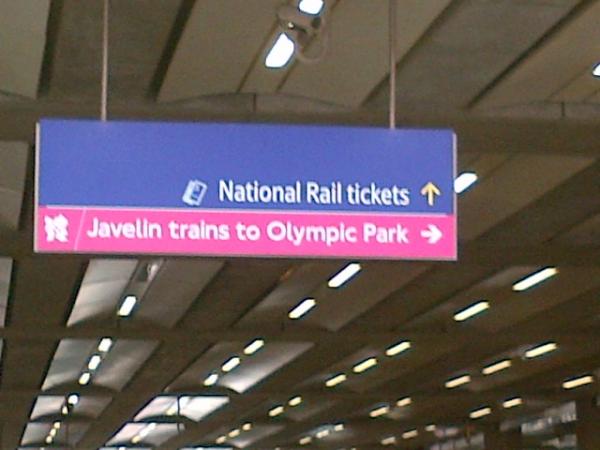 National Rail tickets
Javelin trains to Olympic Park